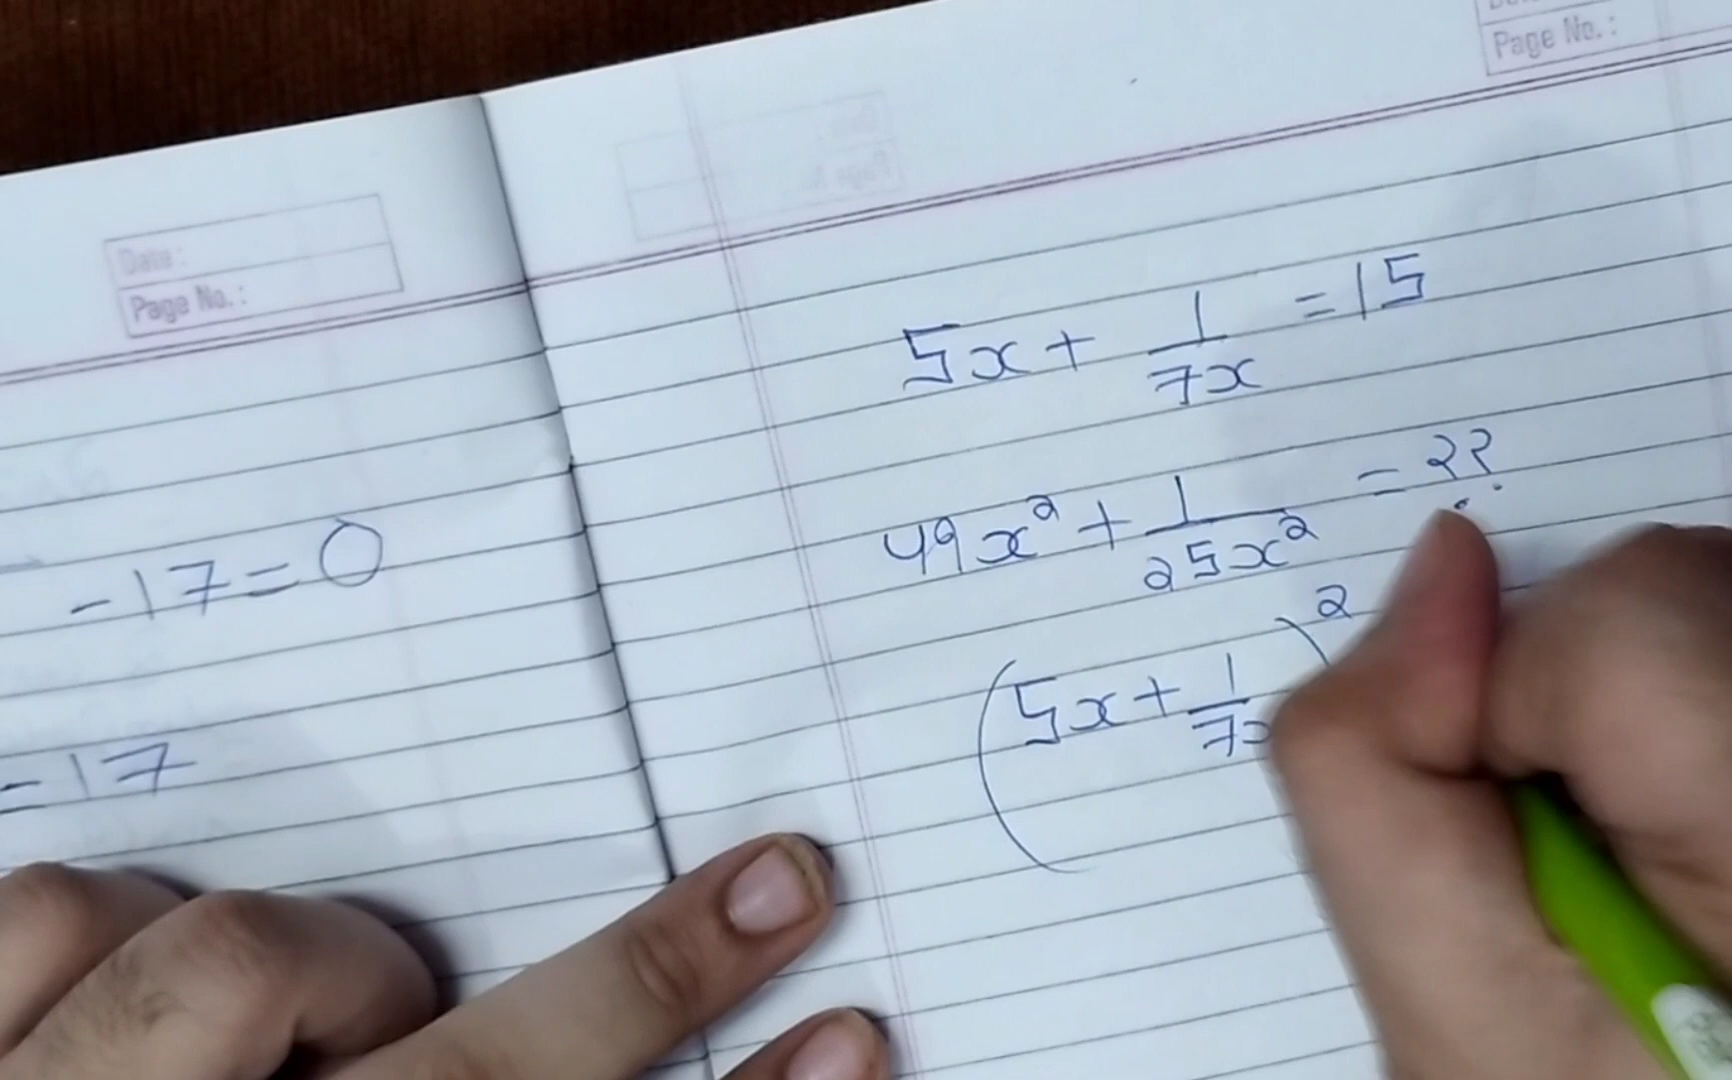 Date:
Page No.:
-17=0
=17
Page No.:
5x + 1/7x =15
49x² + 1/25x² = ??
(5x + 1/7x)²